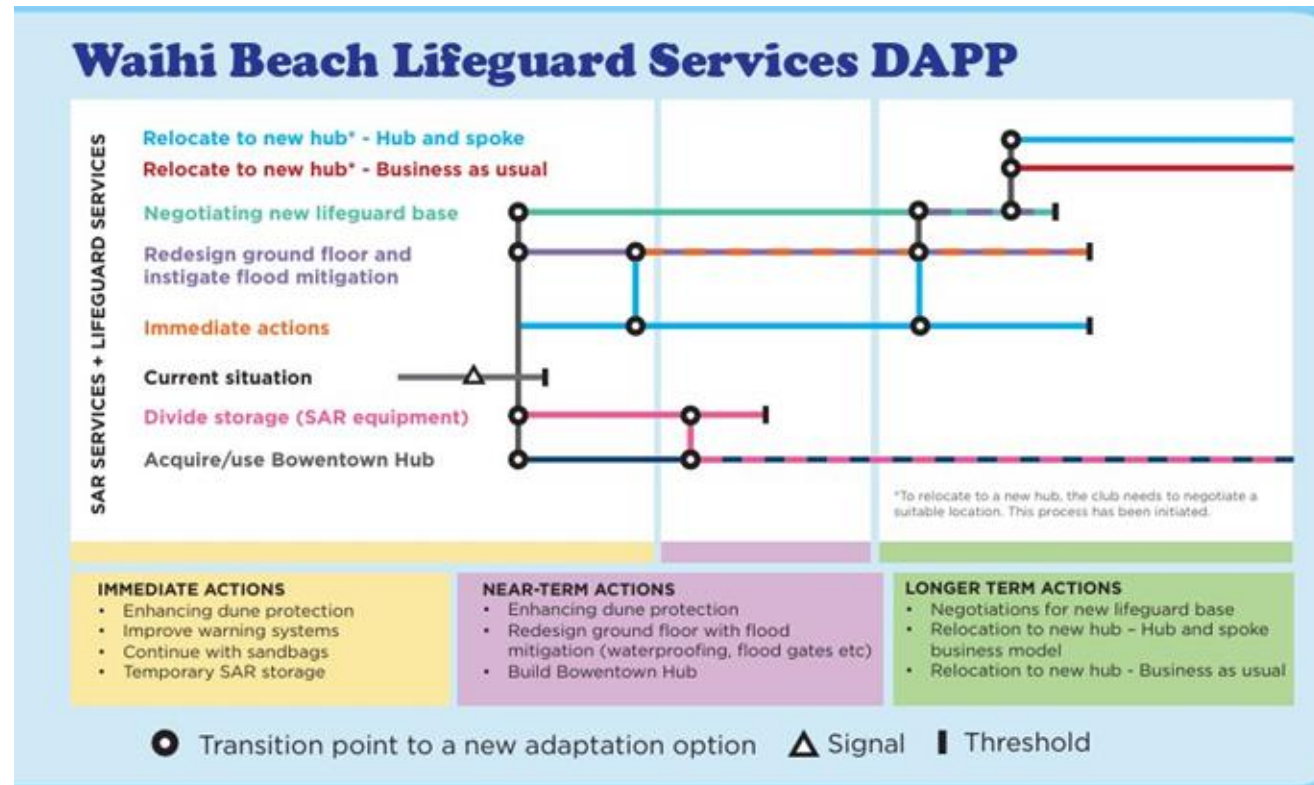 Waihi Beach Lifeguard Services DAPP
SAR SERVICES + LIFEGUARD SERVICES
Relocate to new hub* - Hub and spoke
Relocate to new hub* - Business as usual
Negotiating new lifeguard base
Redesign ground floor and
instigate flood mitigation
Immediate actions
Current situation
Divide storage (SAR equipment)
Acquire/use Bowentown Hub
*To relocate to a new hub, the club needs to negotiate a
suitable location. This process has been initiated.
IMMEDIATE ACTIONS
• Enhancing dune protection
• Improve warning systems
• Continue with sandbags
• Temporary SAR storage
NEAR-TERM ACTIONS
• Enhancing dune protection
• Redesign ground floor with flood
mitigation (waterproofing, flood gates etc)
• Build Bowentown Hub
LONGER TERM ACTIONS
• Negotiations for new lifeguard base
• Relocation to new hub – Hub and spoke
business model
• Relocation to new hub - Business as usual
Transition point to a new adaptation option
Signal
Threshold